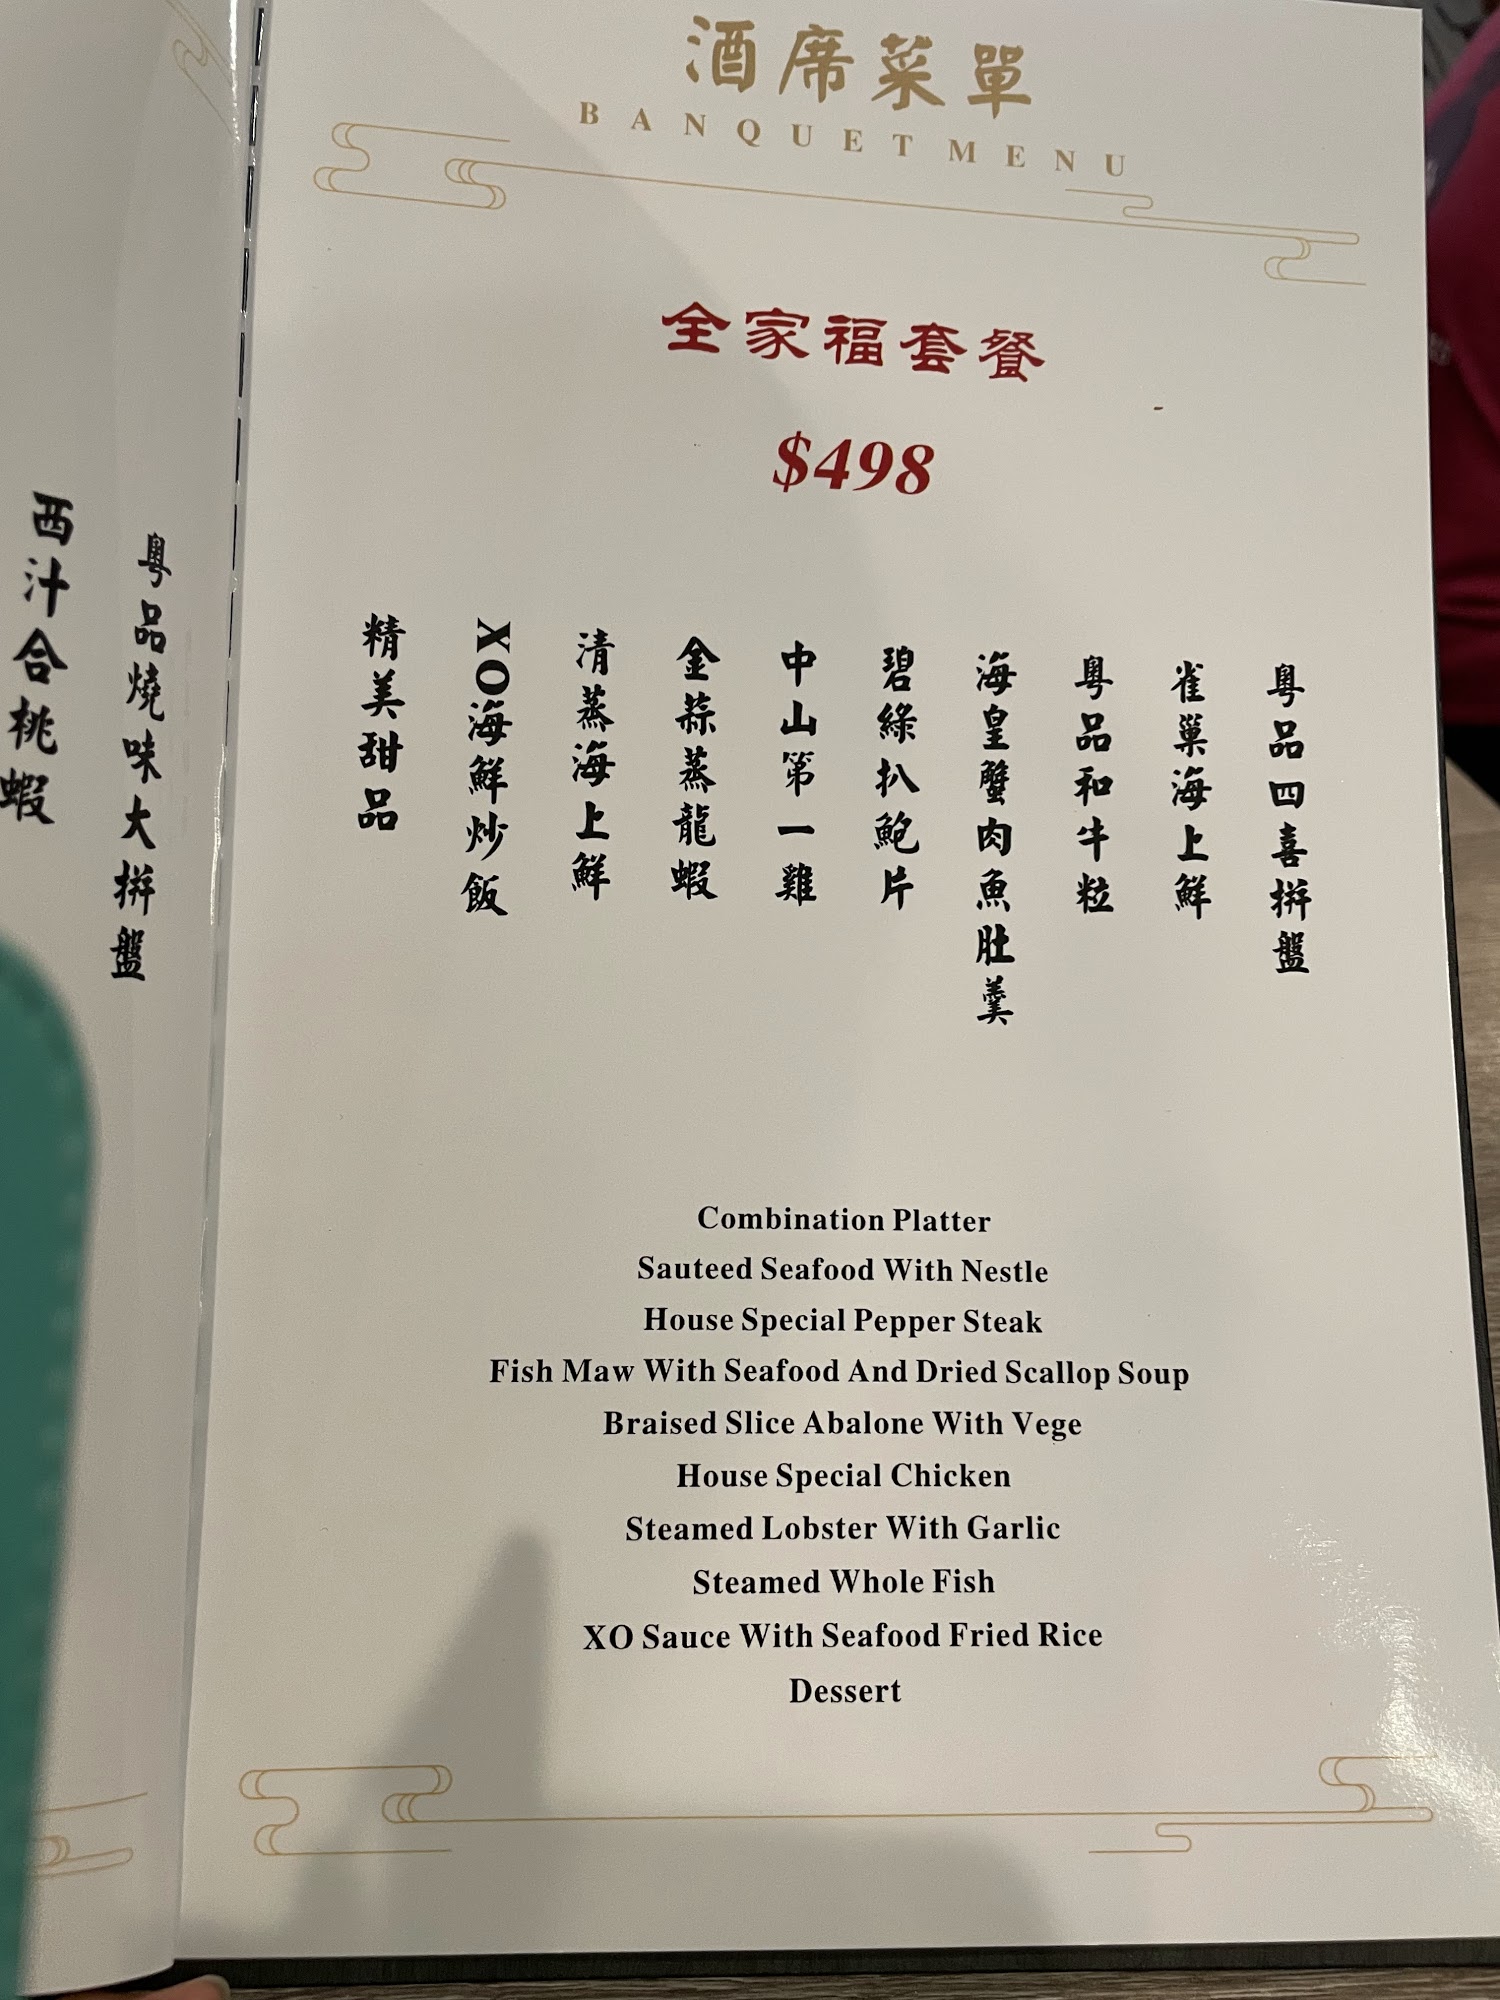 酒席菜單
BANQUET MENU
全家福套餐
$498
粵品四喜拼盤
雀巢海上鮮
粵品和牛粒
海皇蟹肉魚肚羹
碧綠扒鮑片
中山第一雞
金蒜蒸龍蝦
清蒸海上鮮
XO海鮮炒飯
精美甜品
Combination Platter
Sauteed Seafood With Nestle
House Special Pepper Steak
Fish Maw With Seafood And Dried Scallop Soup
Braised Slice Abalone With Vege
House Special Chicken
Steamed Lobster With Garlic
Steamed Whole Fish
XO Sauce With Seafood Fried Rice
Dessert
粵品燒味大拼盤
西汁合桃蝦